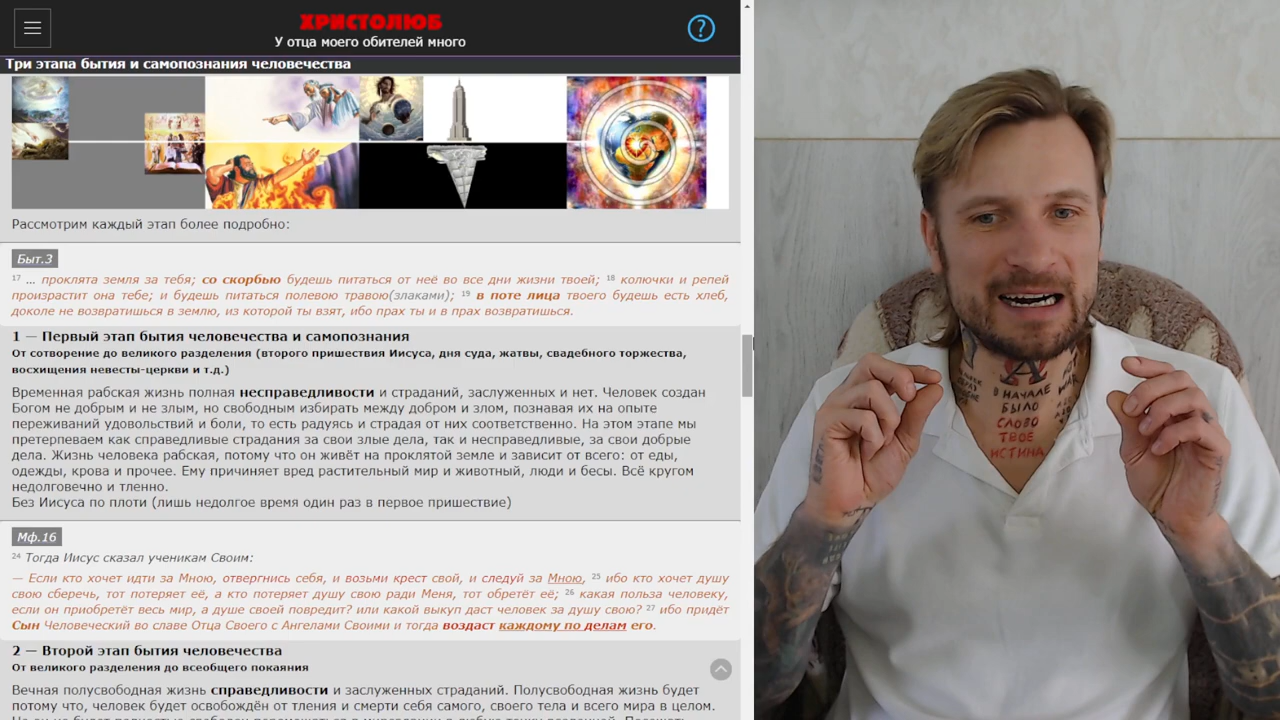 ХРИСТОЛЮБ
У отца моего обителей много
?
Три этапа бытия и самопознания человечества
Рассмотрим каждый этап более подробно:
Быт.3
17 ... проклята земля за тебя; со скорбью будешь питаться от неё во все дни жизни твоей; 18 колючки и репей
произрастит она тебе; и будешь питаться полевою травою(злаками); 19 в поте лица твоего будешь есть хлеб,
доколе не возвратишься в землю, из которой ты взят, ибо прах ты и в прах возвратишься.
1 — Первый этап бытия человечества и самопознания
От сотворение до великого разделения (второго пришествия Иисуса, дня суда, жатвы, свадебного торжества,
восхищения невесты-церкви и т.д.)
Временная рабская жизнь полная несправедливости и страданий, заслуженных и нет. Человек создан
Богом не добрым и не злым, но свободным избирать между добром и злом, познавая их на опыте
переживаний удовольствий и боли, то есть радуясь и страдая от них соответственно. На этом этапе мы
претерпеваем как справедливые страдания за свои злые дела, так и несправедливые, за свои добрые
дела. Жизнь человека рабская, потому что он живёт на проклятой земле и зависит от всего: от еды,
одежды, крова и прочее. Ему причиняет вред растительный мир и животный, люди и бесы. Всё кругом
недолговечно и тленно.
Без Иисуса по плоти (лишь недолгое время один раз в первое пришествие)
Мф.16
24 Тогда Иисус сказал ученикам Своим:
— Если кто хочет идти за Мною, отвергнись себя, и возьми крест свой, и следуй за Мною, 25 ибо кто хочет душу
свою сберечь, тот потеряет её, а кто потеряет душу свою ради Меня, тот обретёт её; 26 какая польза человеку,
если он приобретёт весь мир, а душе своей повредит? или какой выкуп даст человек за душу свою? 27 ибо придёт
Сын Человеческий во славе Отца Своего с Ангелами Своими и тогда воздаст каждому по делам его.
2 — Второй этап бытия человечества
От великого разделения до всеобщего покаяния
Вечная полусвободная жизнь справедливости и заслуженных страданий. Полусвободная жизнь будет
потому что, человек будет освобождён от тления и смерти себя самого, своего тела и всего мира в целом.
В НАЧАЛЕ
БЫЛО
СЛОВО
ТВОЕ
ИСТИНА